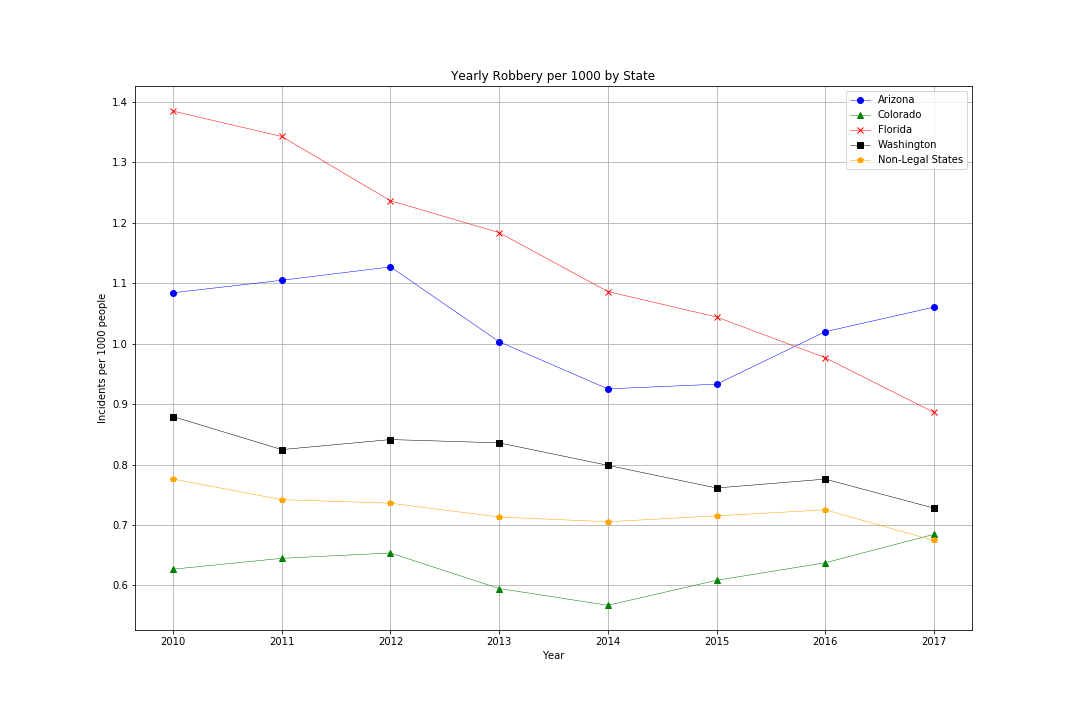 Yearly Robbery per 1000 by State
Arizona
Colorado
Florida
Washington
Non-Legal States
Incidents per 1000 people
1.4
1.3
1.2
1.1
1.0
0.9
0.8
0.7
0.6
2010 2011 2012 2013 2014 2015 2016 2017
Year